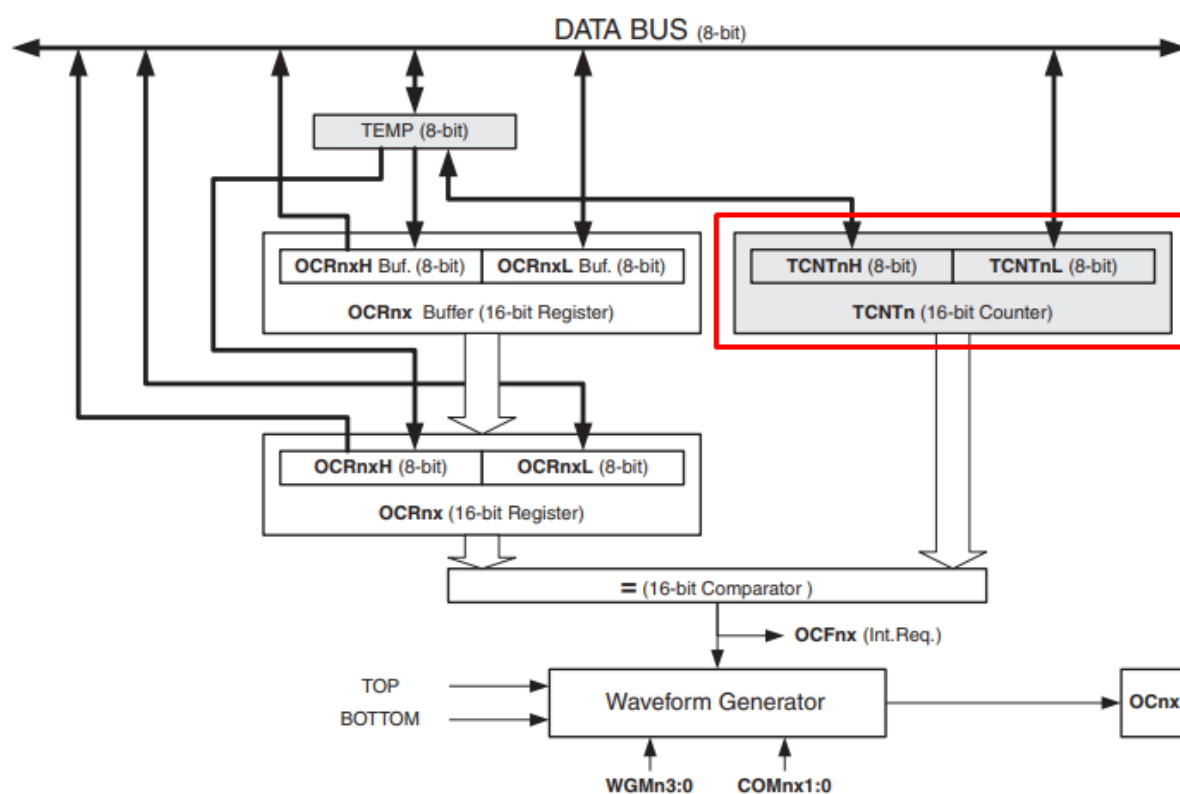 DATA BUS (8-bit)
TEMP (8-bit)
OCRnxH Buf. (8-bit) OCRnxL Buf. (8-bit)
OCRnx Buffer (16-bit Register)
TCNTnH (8-bit) TCNTnL (8-bit)
TCNTn (16-bit Counter)
OCRnxH (8-bit) OCRnxL (8-bit)
OCRnx (16-bit Register)
= (16-bit Comparator )
OCFnx (Int.Req.)
TOP
BOTTOM
Waveform Generator
OCnx
WGMn3:0 COMnx1:0